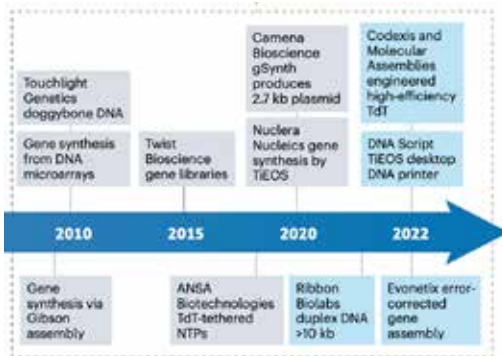 Touchlight
Genetics
doggybone DNA
Gene synthesis
from DNA
microarrays
Twist
Bioscience
gene libraries
Camena
Bioscience
gSynth
produces
2.7 kb plasmid
Nuclera
Nucleics gene
synthesis by
TiEOS
Codexis and
Molecular
Assemblies
engineered
high-efficiency
TdT
DNA Script
TiEOS desktop
DNA printer
2010
2015
2020
2022
Gene
synthesis via
Gibson
assembly
ANSA
Biotechnologies
TdT-tethered
NTPs
Ribbon
Biolabs
duplex DNA
>10 kb
Evonetix error-
corrected
gene
assembly